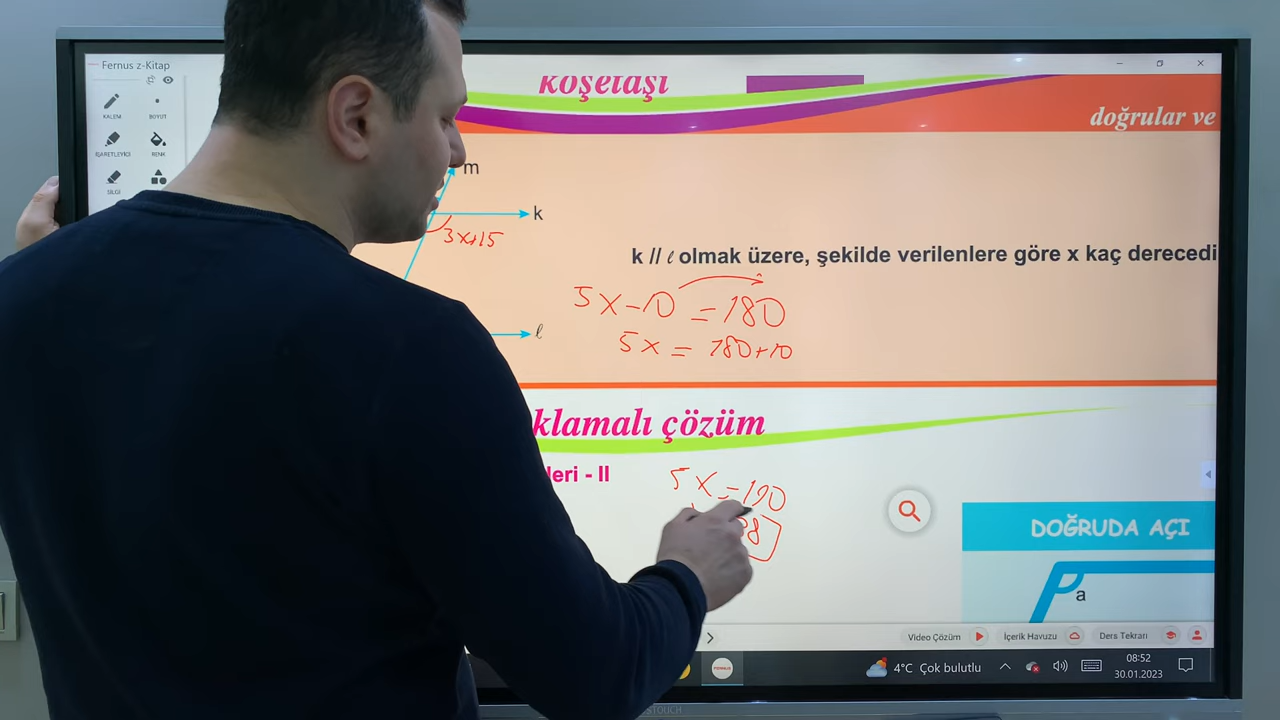 Fernus z-Kitap
KALEM
BOYUT
İŞARETLEYİCİ
RENK
SİLGİ
köşetaşı
doğrular ve
m
k
3x+15
k // ℓ olmak üzere, şekilde verilenlere göre x kaç derecedi
5x-10 = 180
5x = 180+10
ℓ
klamalı çözüm
leri - II
5x=190
38
DOĞRUDA AÇI
a
Video Çözüm
İçerik Havuzu
Ders Tekrarı
4°C Çok bulutlu
08:52
30.01.2023